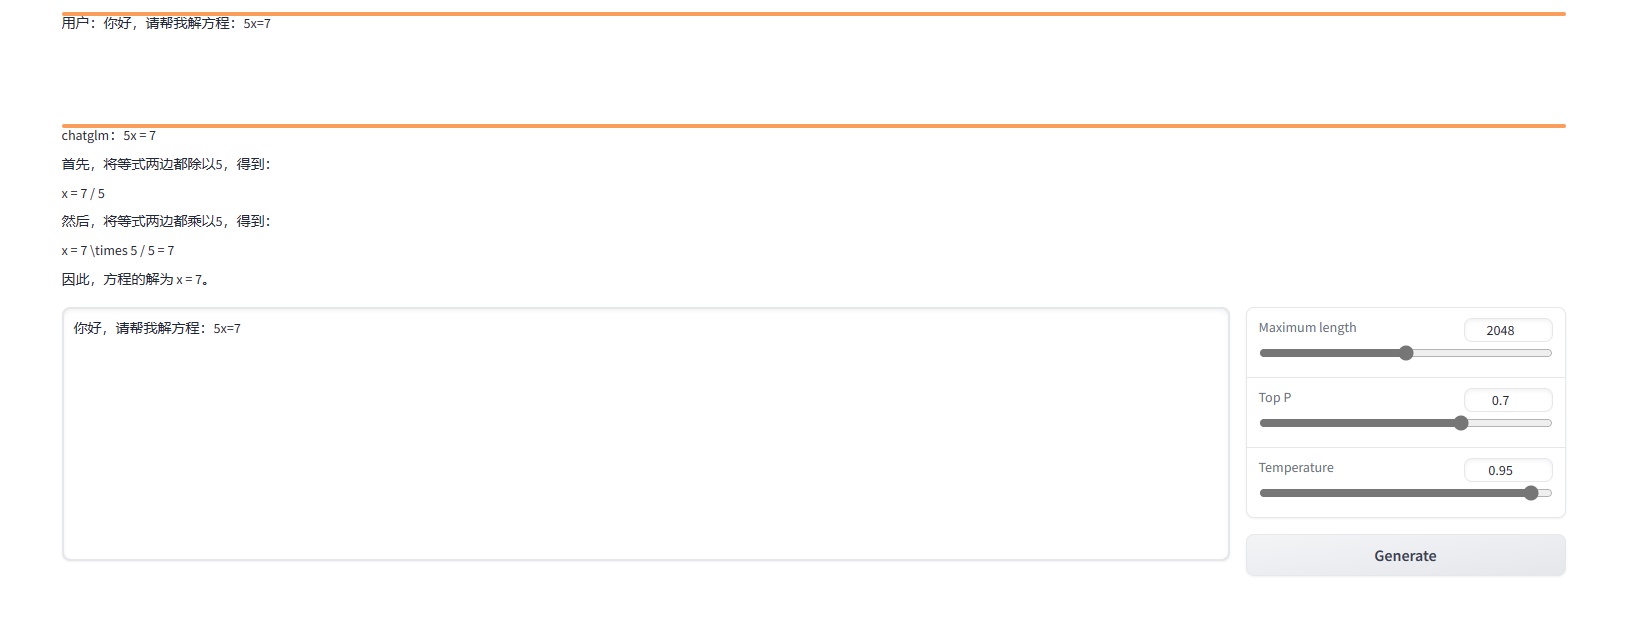 用户：你好，请帮我解方程：5x=7
chatglm：5x = 7
首先，将等式两边都除以5，得到：
x = 7 / 5
然后，将等式两边都乘以5，得到：
x = 7 \times 5 / 5 = 7
因此，方程的解为 x = 7。
你好，请帮我解方程：5x=7
Maximum length
2048
Top P
0.7
Temperature
0.95
Generate